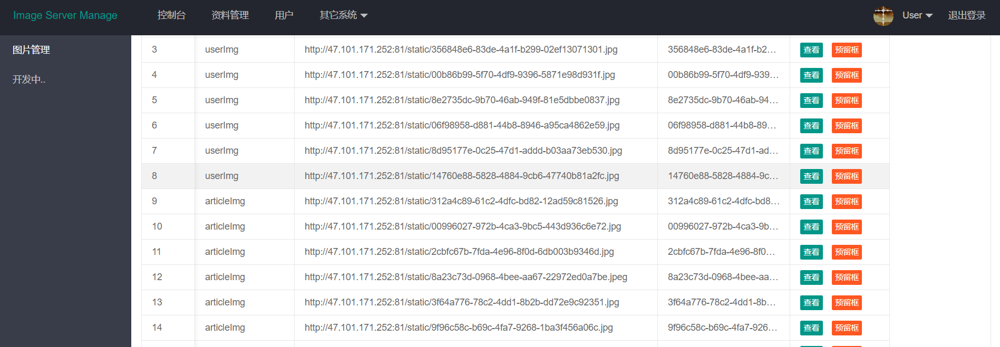 Image Server Manage 控制台 资料管理 用户 其它系统 User 退出登录
图片管理
开发中..
3 userImg http://47.101.171.252:81/static/356848e6-83de-4a1f-b299-02ef13071301.jpg 356848e6-83de-4a1f-b2... 查看 预留框
4 userImg http://47.101.171.252:81/static/00b86b99-5f70-4df9-9396-5871e98d931f.jpg 00b86b99-5f70-4df9-939... 查看 预留框
5 userImg http://47.101.171.252:81/static/8e2735dc-9b70-46ab-949f-81e5dbbe0837.jpg 8e2735dc-9b70-46ab-94... 查看 预留框
6 userImg http://47.101.171.252:81/static/06f98958-d881-44b8-8946-a95ca4862e59.jpg 06f98958-d881-44b8-89... 查看 预留框
7 userImg http://47.101.171.252:81/static/8d95177e-0c25-47d1-addd-b03aa73eb530.jpg 8d95177e-0c25-47d1-ad... 查看 预留框
8 userImg http://47.101.171.252:81/static/14760e88-5828-4884-9cb6-47740b81a2fc.jpg 14760e88-5828-4884-9c... 查看 预留框
9 articleImg http://47.101.171.252:81/static/312a4c89-61c2-4dfc-bd82-12ad59c81526.jpg 312a4c89-61c2-4dfc-bd8... 查看 预留框
10 articleImg http://47.101.171.252:81/static/00996027-972b-4ca3-9bc5-443d936c6e72.jpg 00996027-972b-4ca3-9b... 查看 预留框
11 articleImg http://47.101.171.252:81/static/2cbfc67b-7fda-4e96-8f0d-6db003b9346d.jpg 2cbfc67b-7fda-4e96-8f0... 查看 预留框
12 articleImg http://47.101.171.252:81/static/8a23c73d-0968-4bee-aa67-22972ed0a7be.jpeg 8a23c73d-0968-4bee-aa... 查看 预留框
13 articleImg http://47.101.171.252:81/static/3f64a776-78c2-4dd1-8b2b-dd72e9c92351.jpg 3f64a776-78c2-4dd1-8b... 查看 预留框
14 articleImg http://47.101.171.252:81/static/9f96c58c-b69c-4fa7-9268-1ba3f456a06c.jpg 9f96c58c-b69c-4fa7-926... 查看 预留框